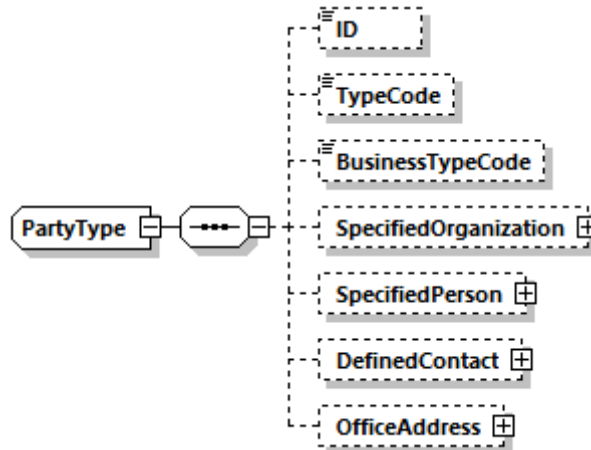 ID
TypeCode
BusinessTypeCode
PartyType
SpecifiedOrganization
SpecifiedPerson
DefinedContact
OfficeAddress